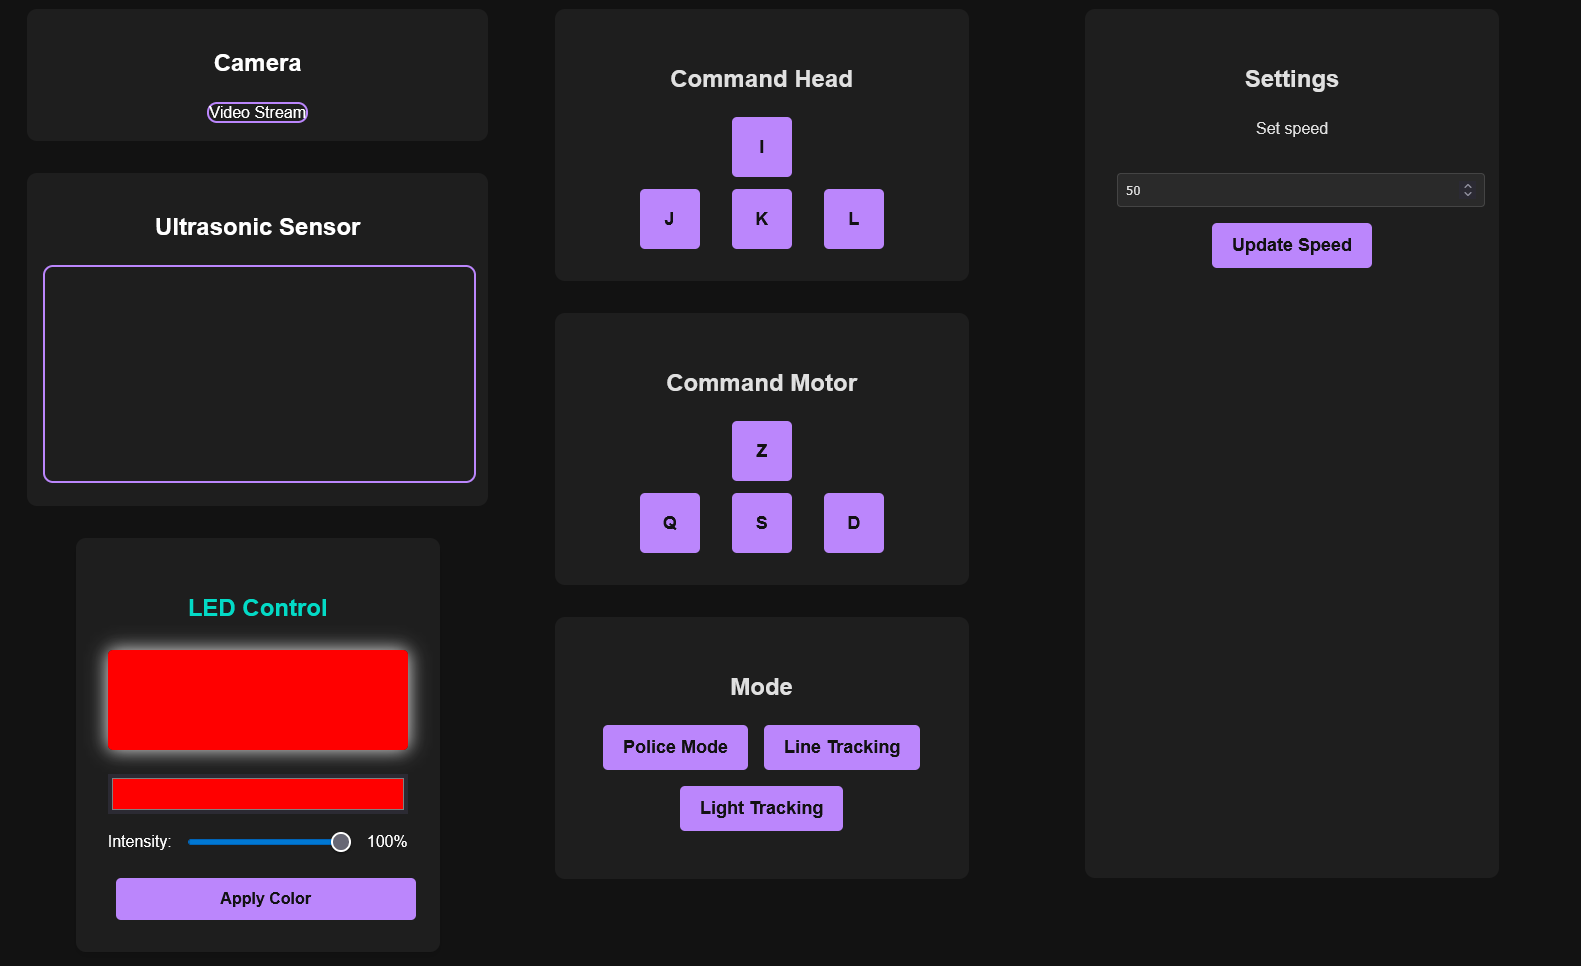 Camera
Video Stream
Ultrasonic Sensor
LED Control
Intensity: 100%
Apply Color
Command Head
I
J K L
Command Motor
Z
Q S D
Mode
Police Mode Line Tracking
Light Tracking
Settings
Set speed
50
Update Speed